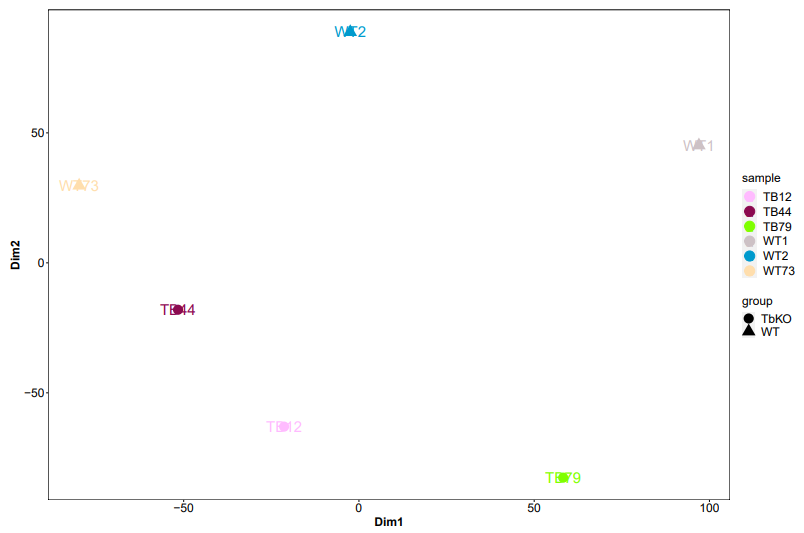 WT2
50
WT1
WT73
sample
TB12
TB44
TB79
WT1
WT2
WT73
Dim2
0
TB44
group
TbKO
WT
−50
TB12
TB79
−50
0
50
100
Dim1